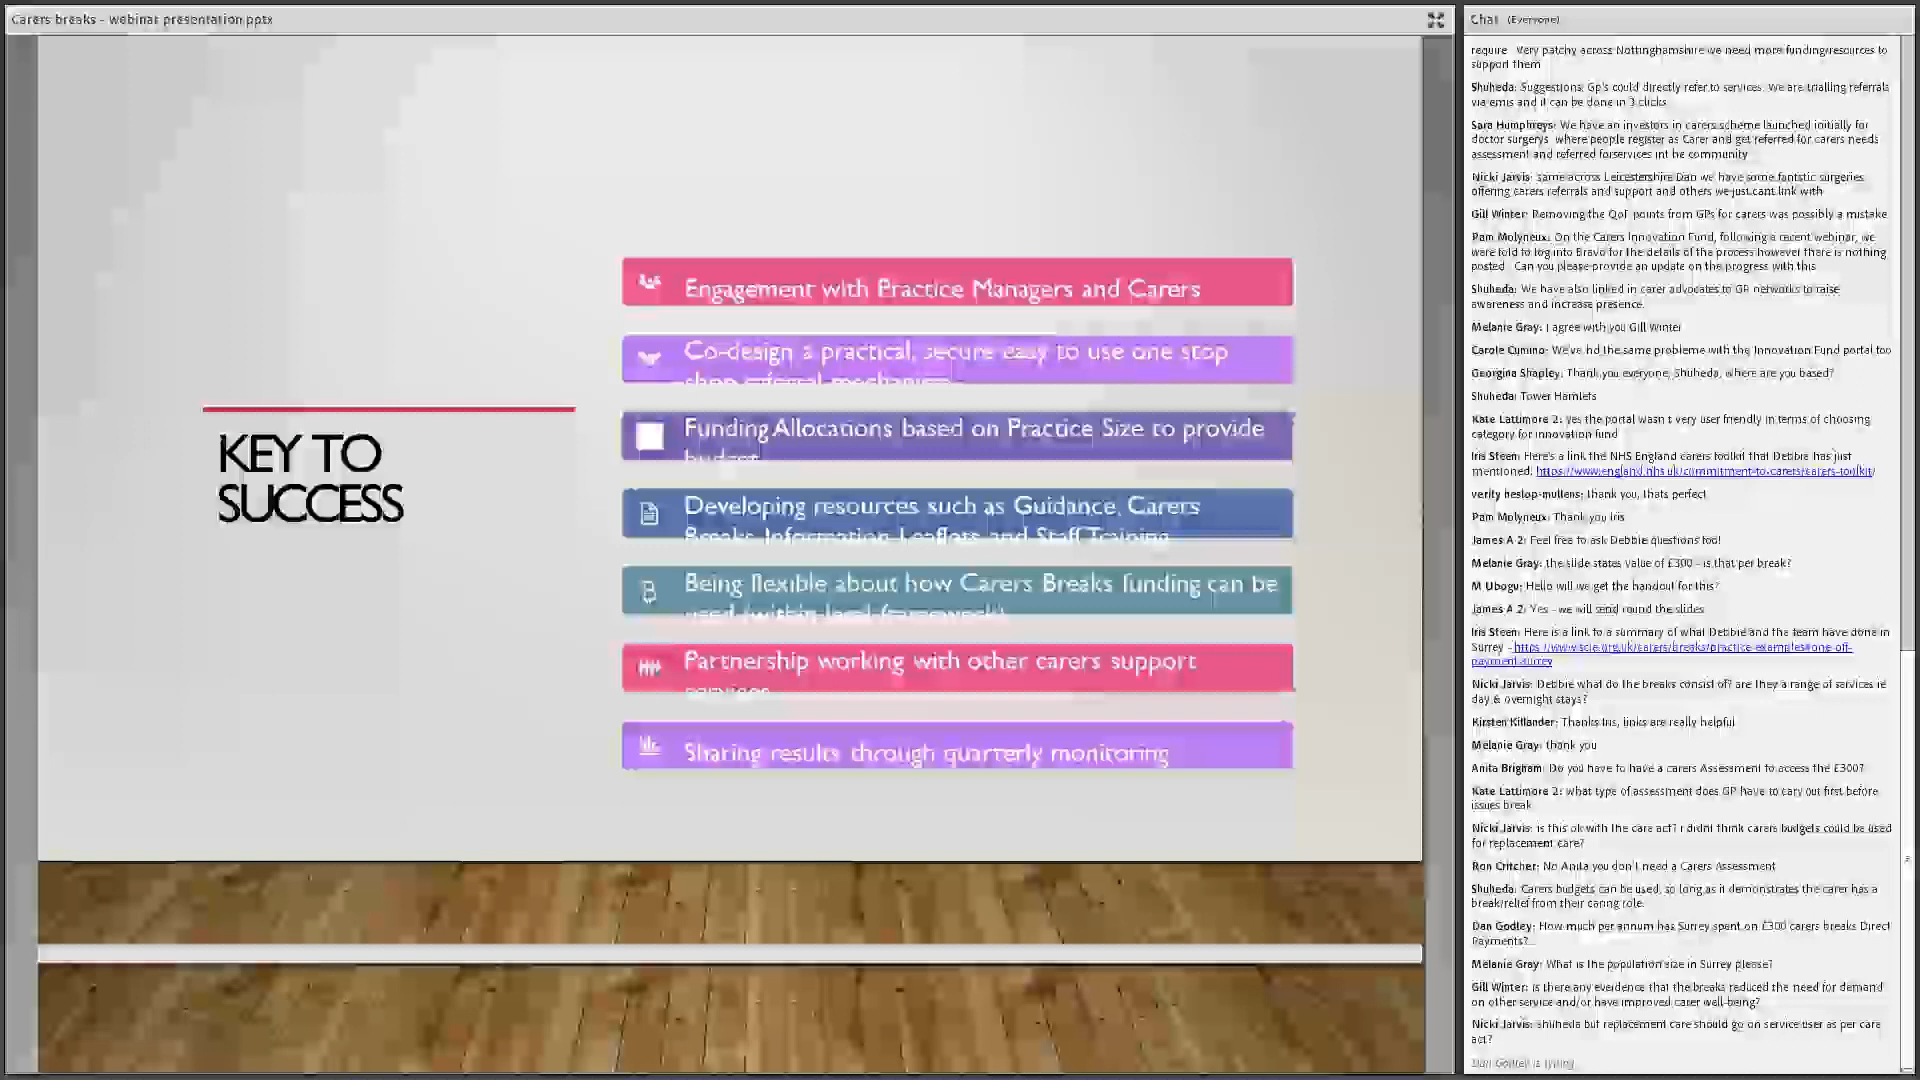 Carers breaks - webinar presentation.pptx
KEY TO
SUCCESS
Engagement with Practice Managers and Carers
Co-design a practical, secure easy to use one stop
shop referral mechanism
Funding Allocations based on Practice Size to provide
budget
Developing resources such as Guidance, Carers
Breaks Information Leaflets and Staff Training
Being flexible about how Carers Breaks funding can be
used (within local framework)
Partnership working with other carers support
services
Sharing results through quarterly monitoring
Chat (Everyone)
require Very patchy across Nottinghamshire we need more funding/resources to
support them
Shuheda: Suggestions: Gp's could directly refer to services. We are trialling referrals
via emis and it can be done in 3 clicks
Sara Humphreys: We have an investors in carers scheme launched initially for
doctor surgerys where people register as Carer and get referred for carers needs
assessment and referred forservices int be community
Nicki Jarvis: same across Leicestershire Dan we have some fantstic surgeries
offering carers referrals and support and others we just cant link with
Gill Winter: Removing the QoF points from GPs for carers was possibly a mistake
Pam Molyneux: On the Carers Innovation Fund, following a recent webinar, we
were told to log into Bravo for the details of the process however there is nothing
posted Can you please provide an update on the progress with this
Shuheda: We have also linked in carer advocates to GP networks to raise
awareness and increase presence.
Melanie Gray: I agree with you Gill Winter
Carole Cumino: We've hd the same probleme with the Innovation Fund portal too
Georgina Shapley: Thank you everyone, Shuheda, where are you based?
Shuheda: Tower Hamlets
Kate Lattimore 2: yes the portal wasn t very user friendly in terms of choosing
category for innovation fund
Iris Steen: Here's a link the NHS England carers toolkit that Debbie has just
mentioned: https://www.england.nhs.uk/commitment-to-carers/carers-toolkit/
verity heslop-mullens: thank you, thats perfect
Pam Molyneux: Thank you Iris
James A 2: Feel free to ask Debbie questions too!
Melanie Gray: the slide states value of £300 - is that per break?
M Ubogu: Hello will we get the handout for this?
James A 2: Yes - we will send round the slides
Iris Steen: Here is a link to a summary of what Debbie and the team have done in
Surrey - https://www.scie.org.uk/carers/breaks/practice-examples#one-off-
payment-surrey
Nicki Jarvis: Debbie what do the breaks consist of? are they a range of services ie
day & overnight stays?
Kirsten Killander: Thanks Iris, links are really helpful
Melanie Gray: thank you
Anita Brigham: Do you have to have a carers Assessment to access the £300?
Kate Lattimore 2: what type of assessment does GP have to cary out first before
issues break
Nicki Jarvis: is this ok with the care act? I didnt think carers budgets could be used
for replacement care?
Ron Critcher: No Anita you don't need a Carers Assessment
Shuheda: Carers budgets can be used, so long as it demonstrates the carer has a
break/relief from their caring role.
Dan Godley: How much per annum has Surrey spent on £300 carers breaks Direct
Payments?
Melanie Gray: What is the population size in Surrey please?
Gill Winter: is there any eveidence that the breaks reduced the need for demand
on other service and/or have improved carer well-being?
Nicki Jarvis: shuheda but replacement care should go on service user as per care
act?
Dan Godley is typing